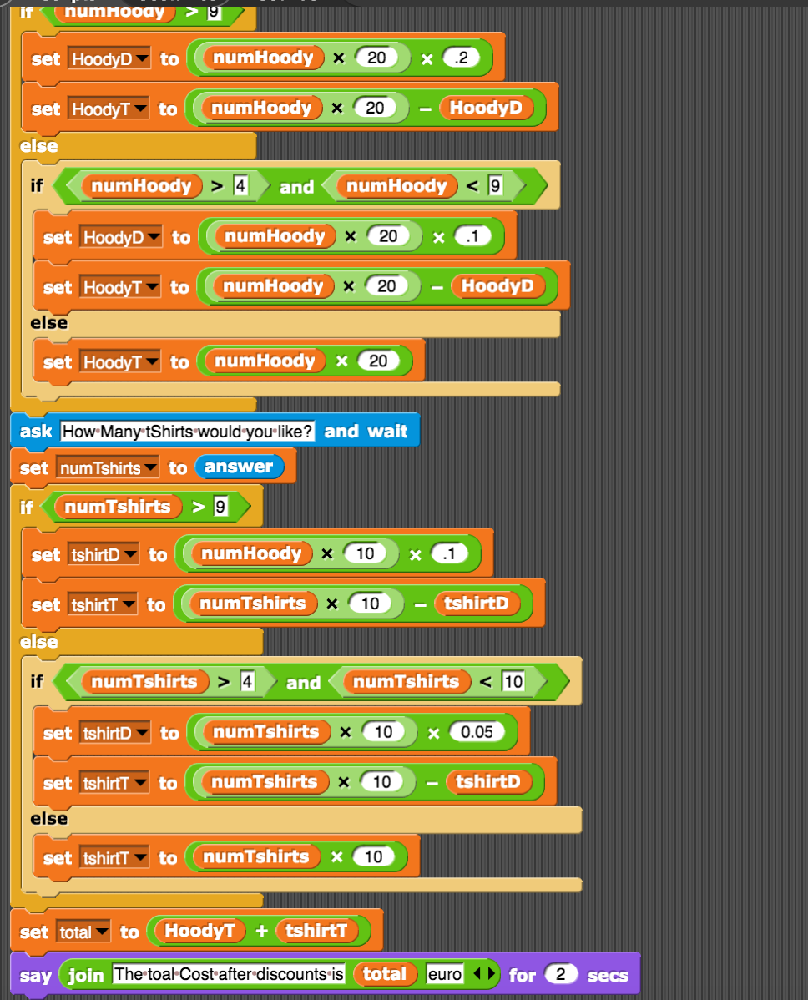 if numHoody > 9
set HoodyD to numHoody × 20 × .2
set HoodyT to numHoody × 20 − HoodyD
else
if numHoody > 4 and numHoody < 9
set HoodyD to numHoody × 20 × .1
set HoodyT to numHoody × 20 − HoodyD
else
set HoodyT to numHoody × 20
ask How Many tShirts would you like? and wait
set numTshirts to answer
if numTshirts > 9
set tshirtD to numHoody × 10 × .1
set tshirtT to numTshirts × 10 − tshirtD
else
if numTshirts > 4 and numTshirts < 10
set tshirtD to numTshirts × 10 × 0.05
set tshirtT to numTshirts × 10 − tshirtD
else
set tshirtT to numTshirts × 10
set total to HoodyT + tshirtT
say join The toal Cost after discounts is total euro for 2 secs